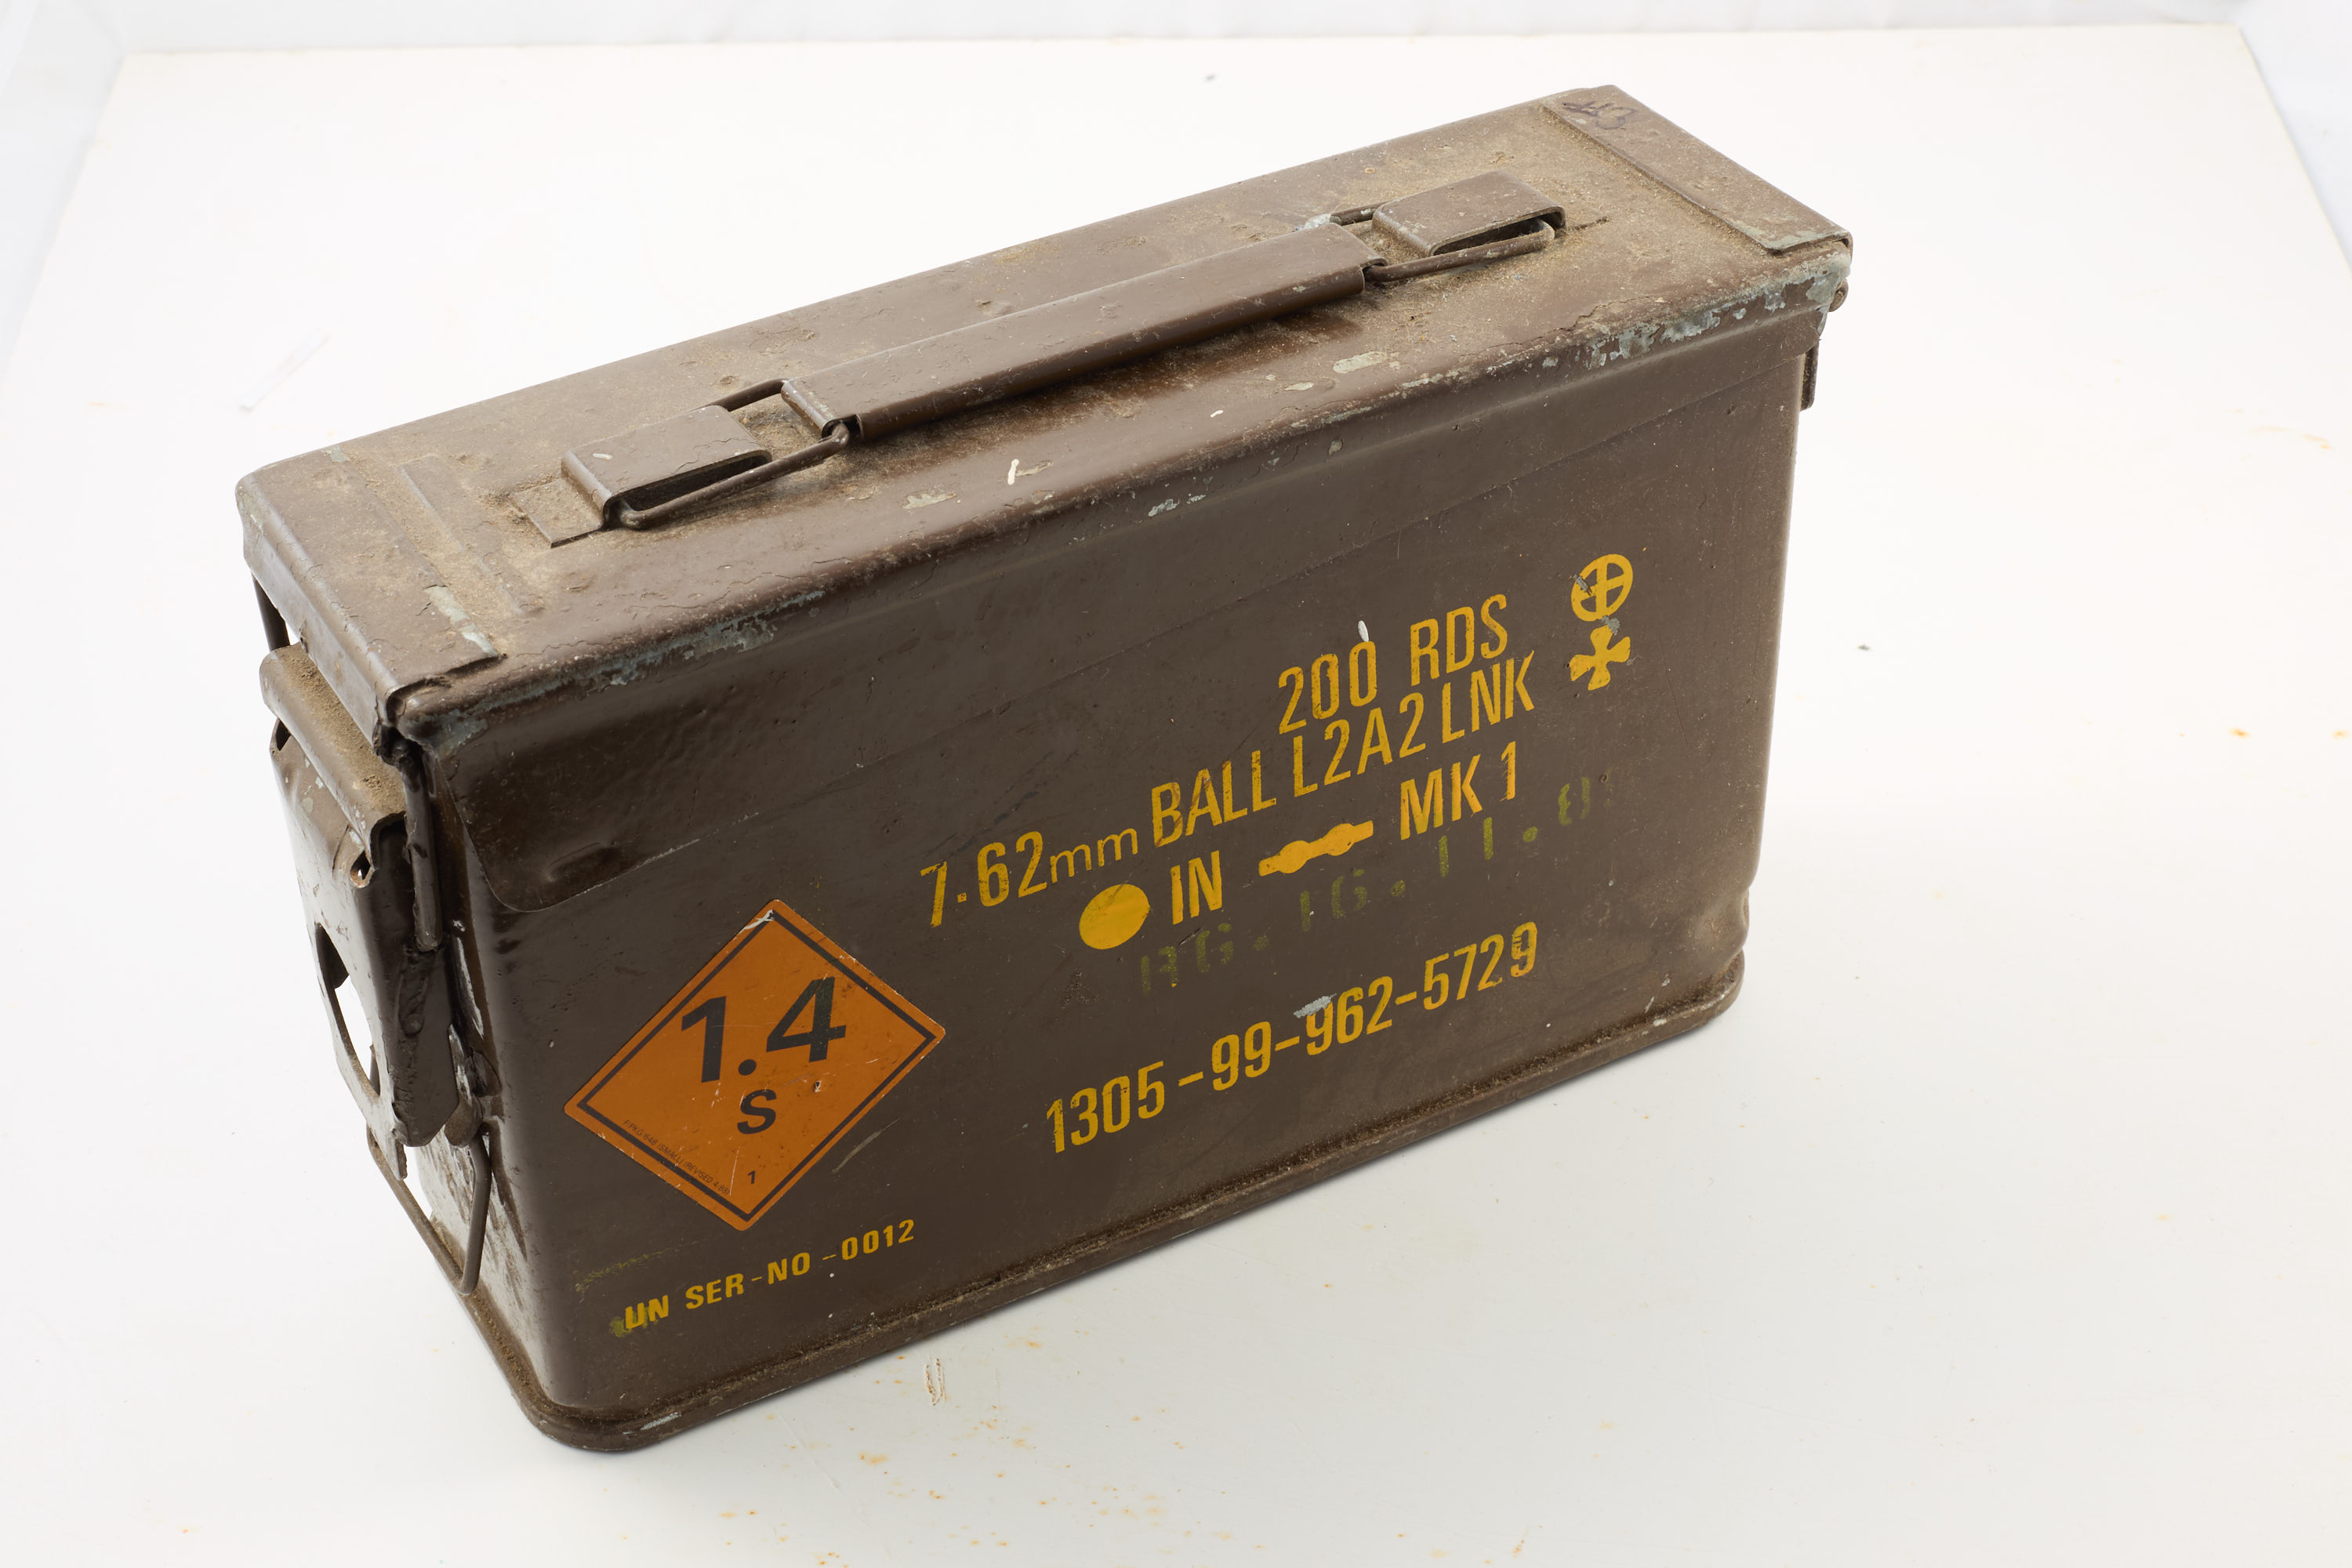 200 RDS
7.62mm BALL L2A2 LNK
IN MK 1
1305-99-962-5729
1.4
S
1
UN SER-NO-0012